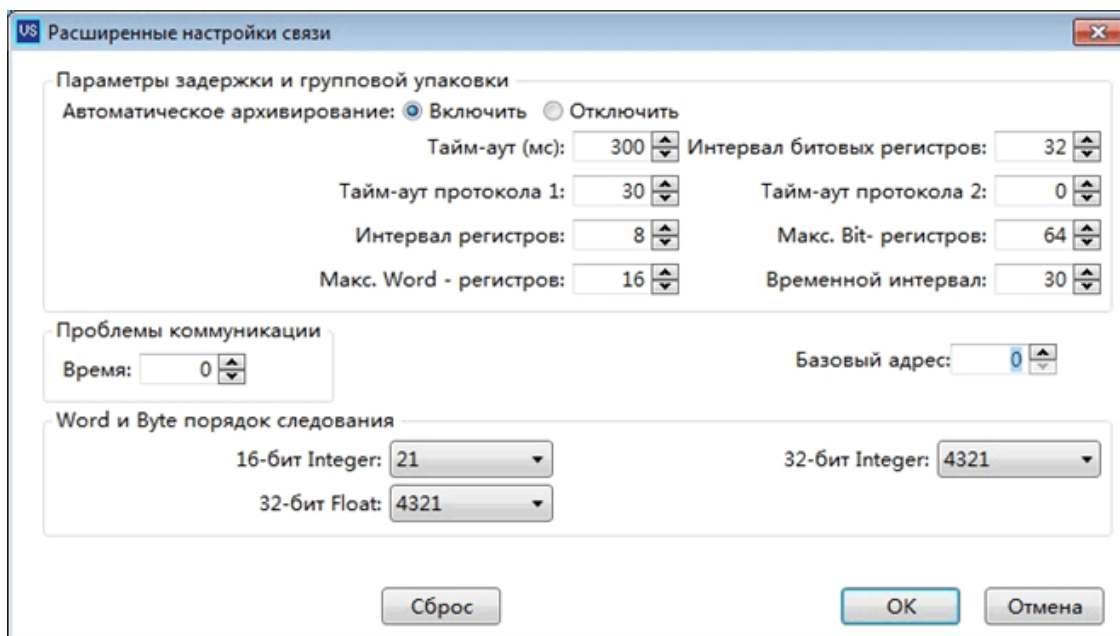 US Расширенные настройки связи
Параметры задержки и групповой упаковки
Автоматическое архивирование: Включить Отключить
Тайм-аут (мс): 300 Интервал битовых регистров: 32
Тайм-аут протокола 1: 30 Тайм-аут протокола 2: 0
Интервал регистров: 8 Макс. Bit- регистров: 64
Макс. Word - регистров: 16 Временной интервал: 30
Проблемы коммуникации
Время: 0 Базовый адрес: 0
Word и Byte порядок следования
16-бит Integer: 21 32-бит Integer: 4321
32-бит Float: 4321
Сброс OK Отмена